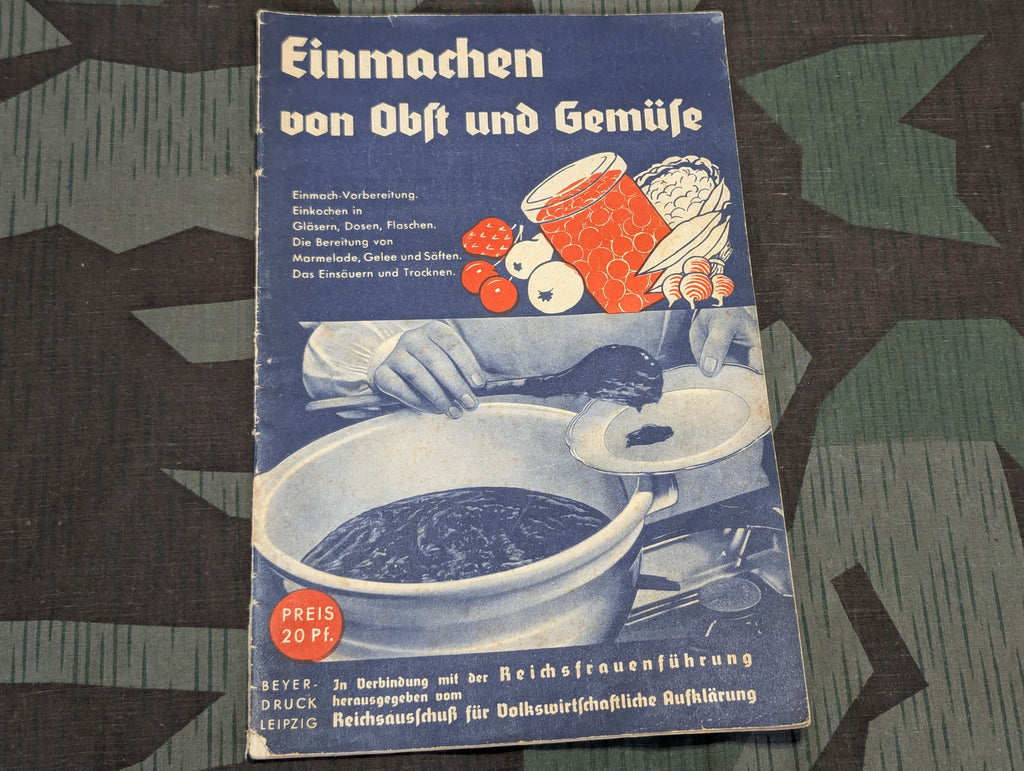 Einmachen
von Obſt und Gemüſe
Einmach-Vorbereitung.
Einkochen in
Gläsern, Dosen, Flaschen.
Die Bereitung von
Marmelade, Gelee und Säften.
Das Einsäuern und Trocknen.
PREIS
20 Pf.
BEYER-
DRUCK
LEIPZIG
In Verbindung mit der Reichsfrauenführung
herausgegeben vom
Reichsausſchuß für Volkswirtſchaftliche Aufklärung